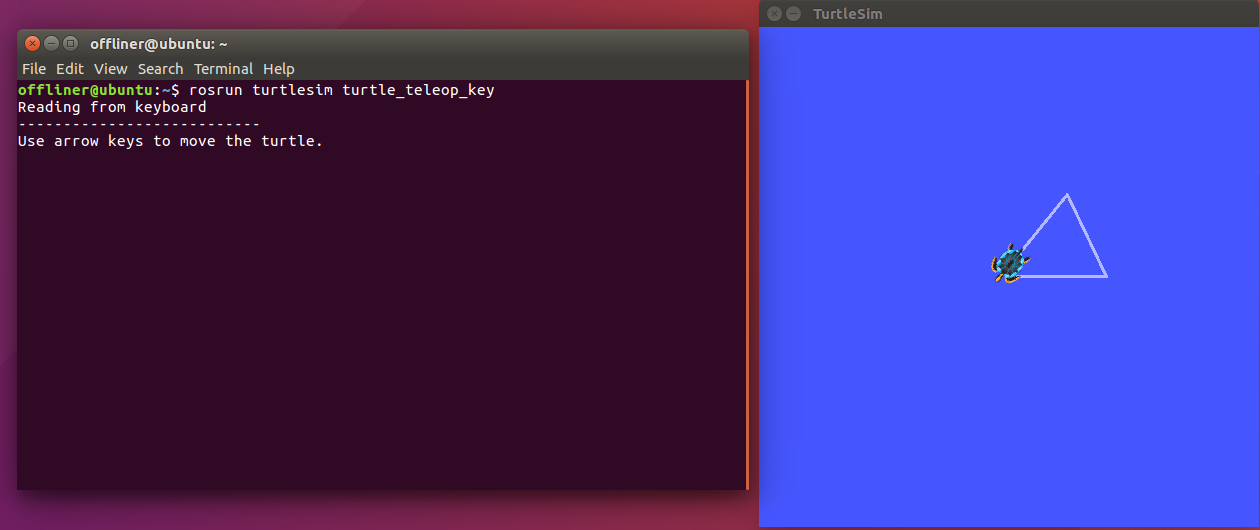 offliner@ubuntu: ~
File Edit View Search Terminal Help
offliner@ubuntu:~$ rosrun turtlesim turtle_teleop_key
Reading from keyboard
---------------------------
Use arrow keys to move the turtle.
TurtleSim